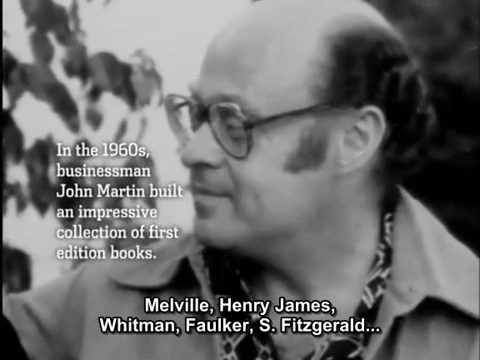 In the 1960s,
businessman
John Martin built
an impressive
collection of first
edition books.
Melville, Henry James,
Whitman, Faulker, S. Fitzgerald...